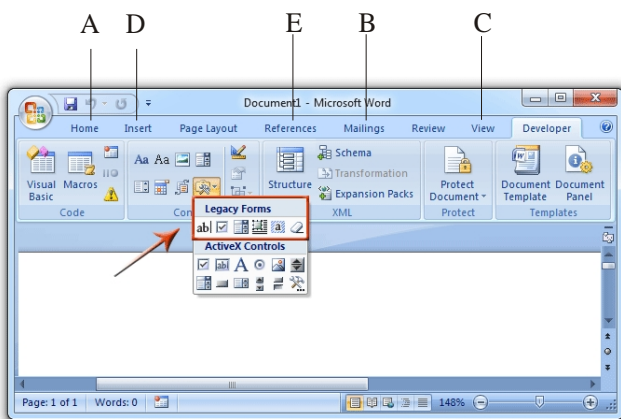 A D E B C
Document1 - Microsoft Word
Home Insert Page Layout References Mailings Review View Developer
Aa Aa
Schema
Transformation
Expansion Packs
Visual Basic
Macros
Structure
Protect Document
Document Template
Document Panel
Code
XML
Protect
Templates
Legacy Forms
ab
ActiveX Controls
ab A
Page: 1 of 1 Words: 0 148%